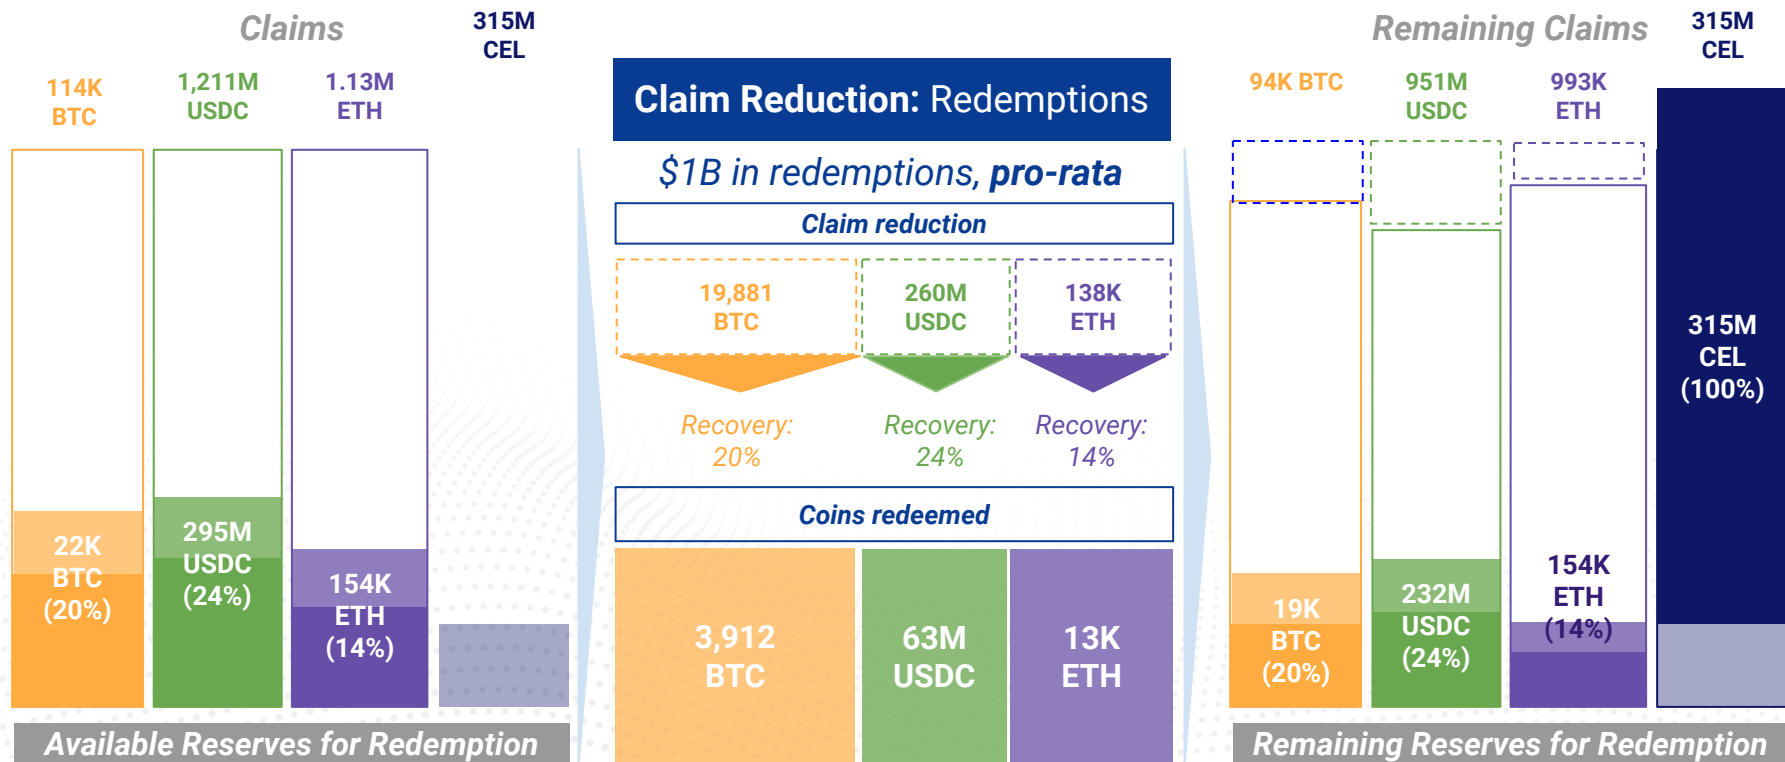 Claims
315M
CEL
114K
BTC
1,211M
USDC
1.13M
ETH
22K
BTC
(20%)
295M
USDC
(24%)
154K
ETH
(14%)
Available Reserves for Redemption
Claim Reduction: Redemptions
$1B in redemptions, pro-rata
Claim reduction
19,881
BTC
260M
USDC
138K
ETH
Recovery:
20%
Recovery:
24%
Recovery:
14%
Coins redeemed
3,912
BTC
63M
USDC
13K
ETH
Remaining Claims
315M
CEL
94K BTC
951M
USDC
993K
ETH
315M
CEL
(100%)
19K
BTC
(20%)
232M
USDC
(24%)
154K
ETH
(14%)
Remaining Reserves for Redemption